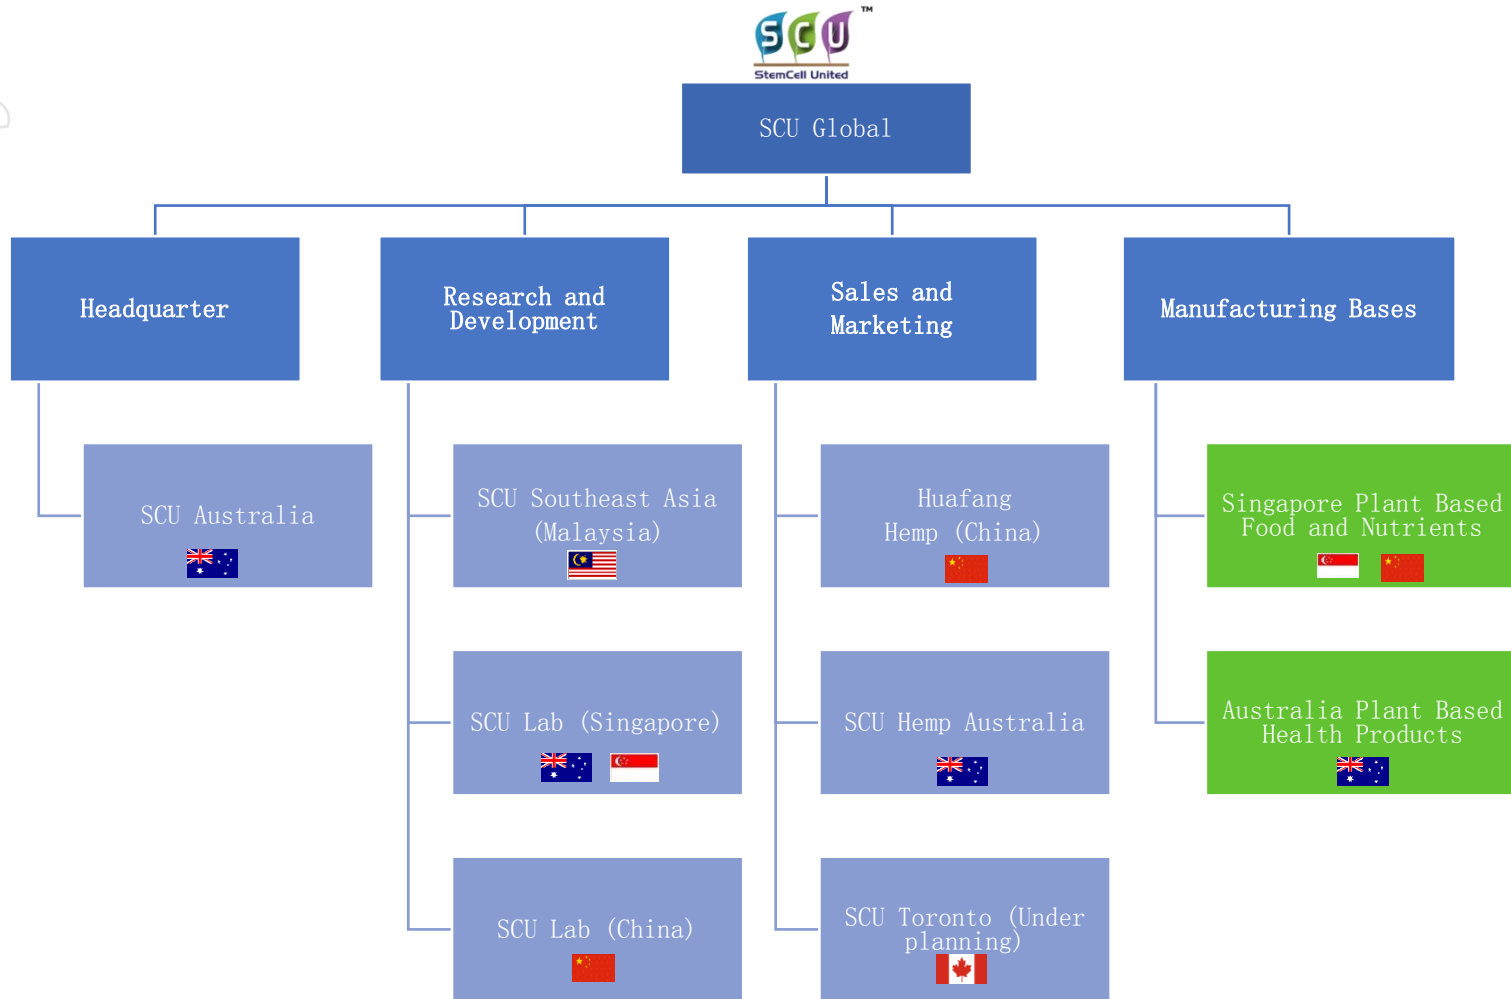 SCU
TM
StemCell United
SCU Global
Headquarter
Research and
Development
Sales and
Marketing
Manufacturing Bases
SCU Australia
SCU Southeast Asia
(Malaysia)
Huafang
Hemp (China)
Singapore Plant Based
Food and Nutrients
SCU Lab (Singapore)
SCU Hemp Australia
Australia Plant Based
Health Products
SCU Lab (China)
SCU Toronto (Under
planning)